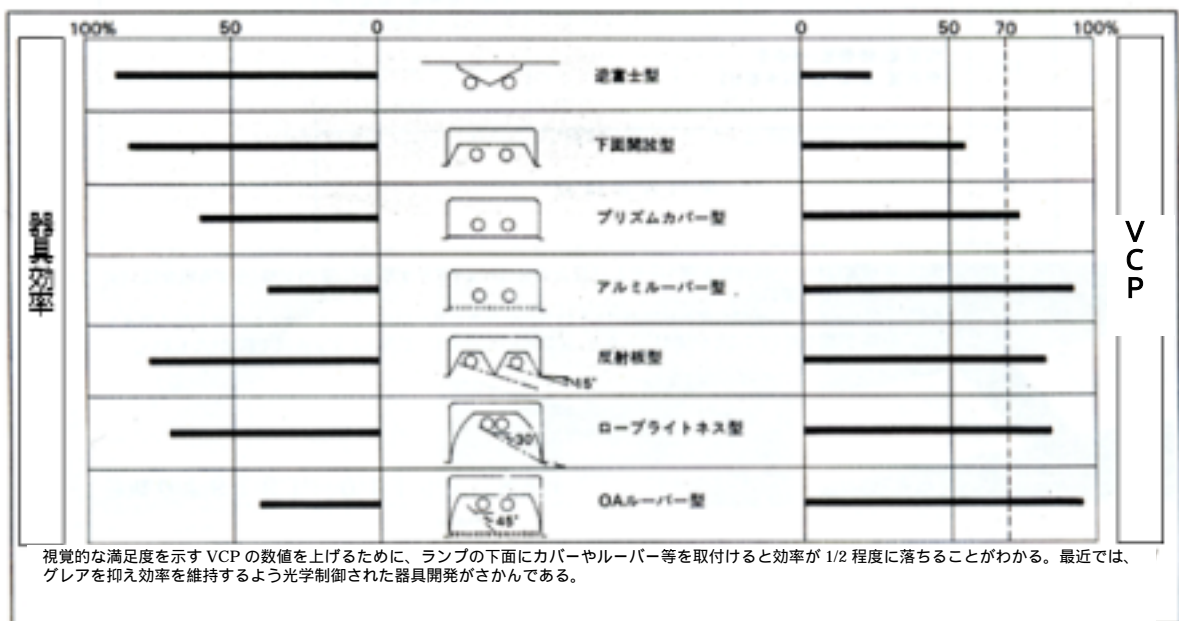 100% 50 0 0 50 70 100%
器具効率
VCP
逆富士型
下面開放型
プリズムカバー型
アルミルーバー型
反射板型
15°
ローブライトネス型
30°
OAルーバー型
45°
視覚的な満足度を示す VCP の数値を上げるために、ランプの下面にカバーやルーバー等を取付けると効率が 1/2 程度に落ちることがわかる。最近では、
グレアを抑え効率を維持するよう光学制御された器具開発がさかんである。